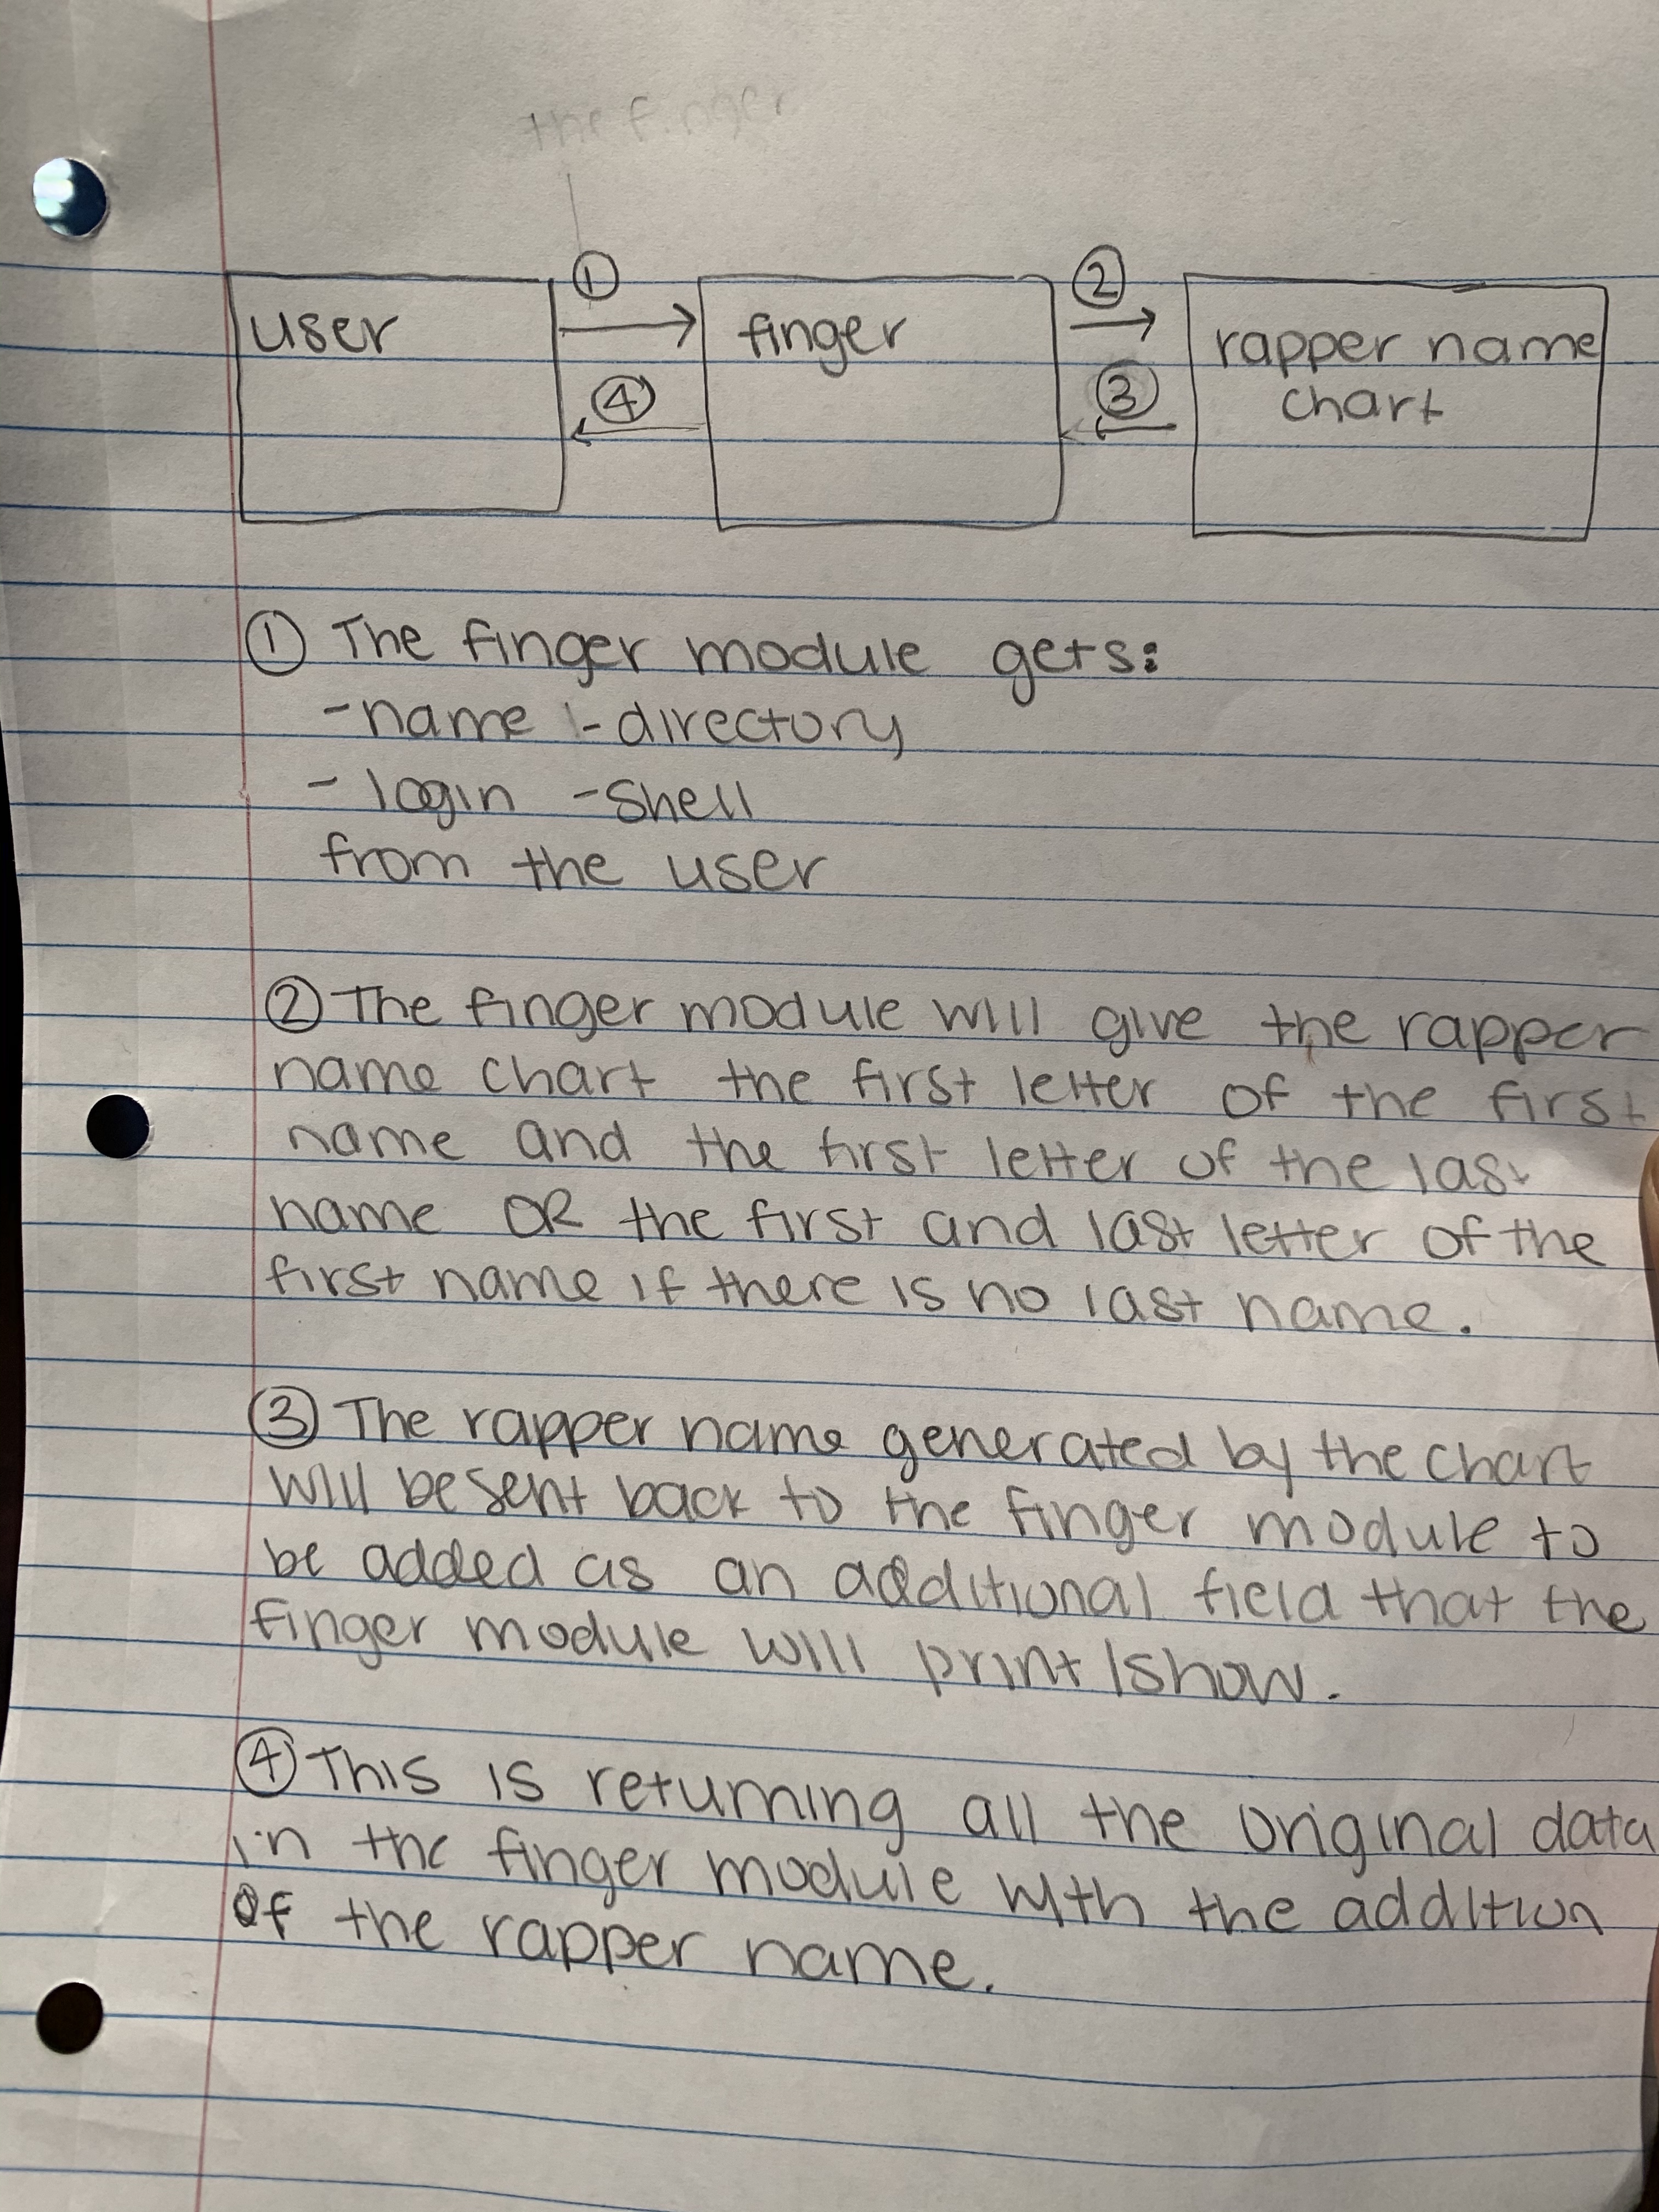 the finger
user
①
④
finger
②
③
rapper name
chart
① The finger module gets:
- name - directory
- login - Shell
from the user
② The finger module will give the rapper
name chart the first letter of the first
name and the first letter of the last
name OR the first and last letter of the
first name if there is no last name.
③ The rapper name generated by the chart
will be sent back to the finger module to
be added as an additional field that the
finger module will print/show.
④ This is returning all the original data
in the finger module with the addition
Of the rapper name.